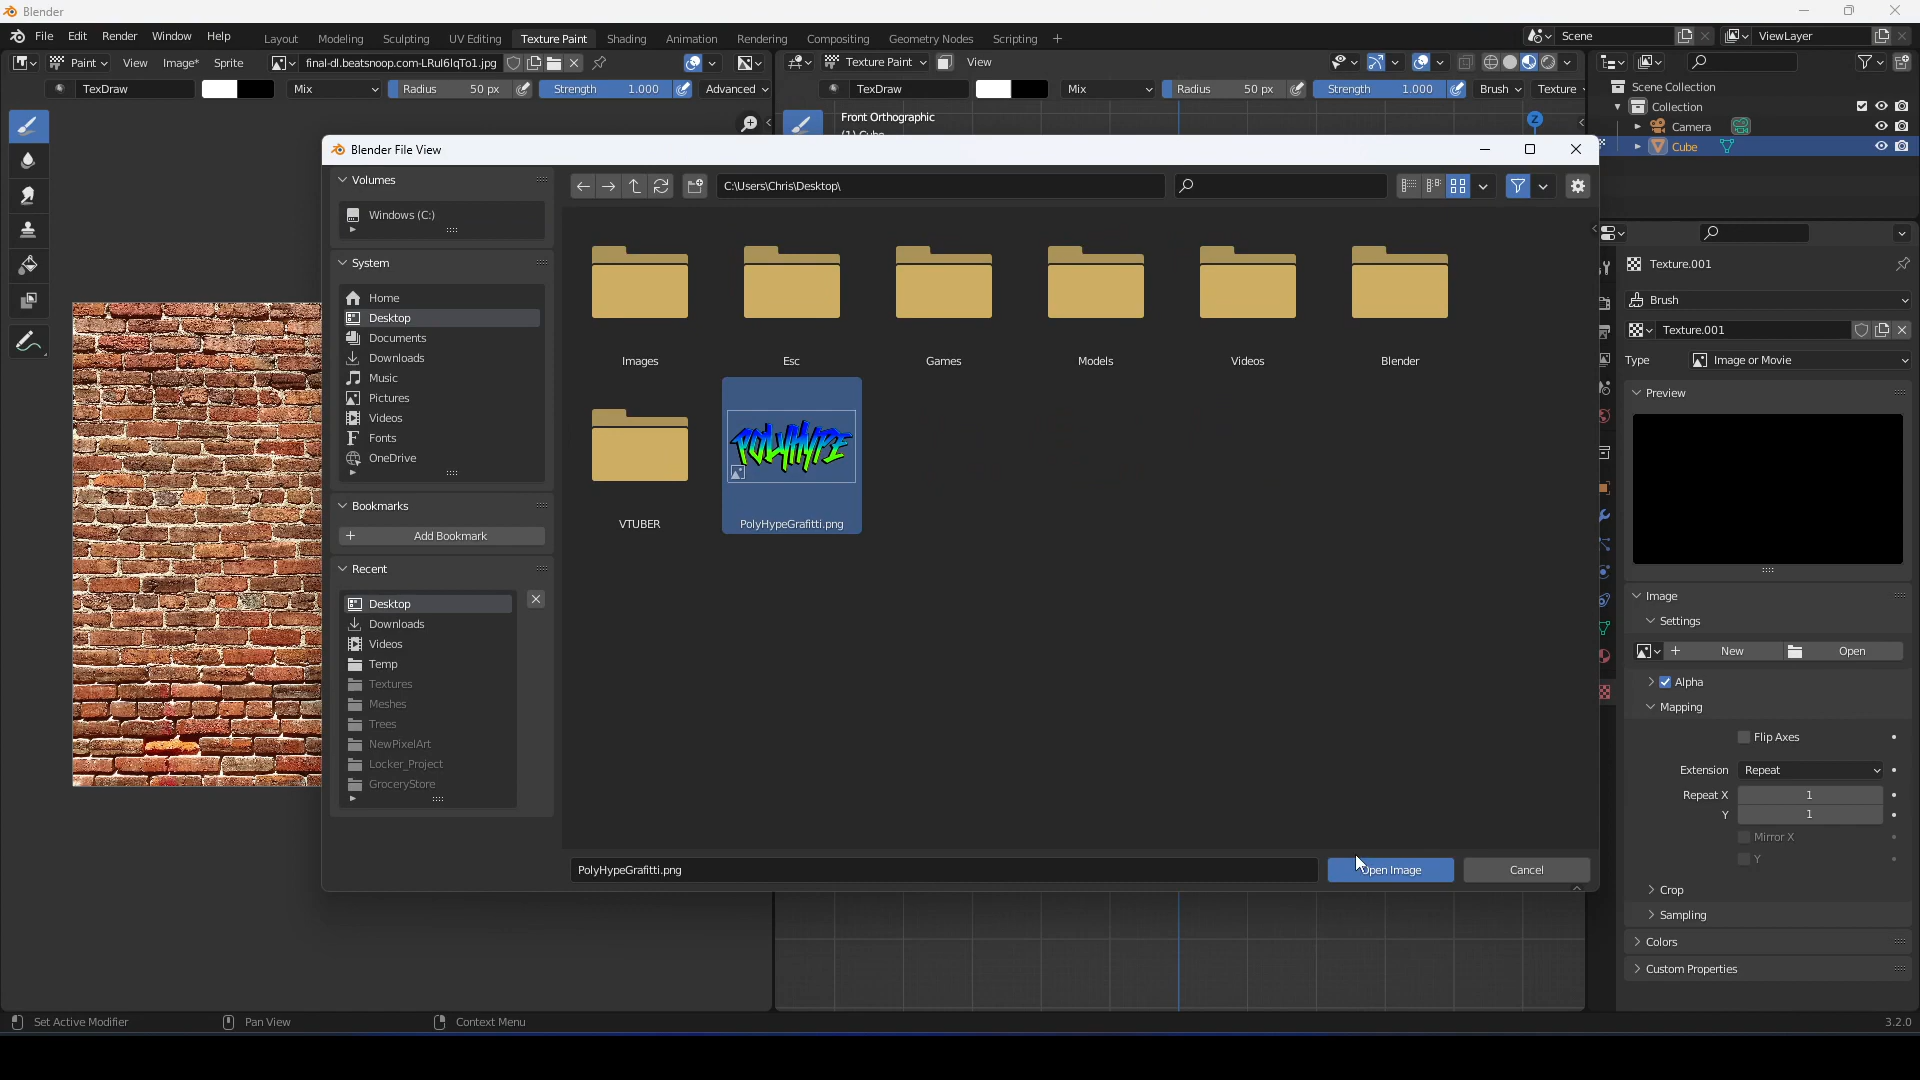 Blender
File Edit Render Window Help
Layout Modeling Sculpting UV Editing Texture Paint Shading Animation Rendering Compositing Geometry Nodes Scripting +
Scene
ViewLayer
Paint View Image* Sprite final-dl.beatsnoop.com-LRul6lqTo1.jpg
Texture Paint View
TexDraw Mix Radius 50 px Strength 1.000 Advanced
TexDraw Mix Radius 50 px Strength 1.000 Brush Texture
Front Orthographic
(1) Cube
Z
Scene Collection
Collection
Camera
Cube
Blender File View
Volumes
Windows (C:)
System
Home
Desktop
Documents
Downloads
Music
Pictures
Videos
Fonts
OneDrive
Bookmarks
+ Add Bookmark
Recent
Desktop
Downloads
Videos
Temp
Textures
Meshes
Trees
NewPixelArt
Locker_Project
GroceryStore
C:\Users\Chris\Desktop\
Images Esc Games Models Videos Blender
POLYHYPE
VTUBER PolyHypeGrafitti.png
PolyHypeGrafitti.png
Open Image
Cancel
Texture.001
Brush
Texture.001
Type Image or Movie
Preview
Image
Settings
+ New Open
Alpha
Mapping
Flip Axes
Extension Repeat
Repeat X 1
Y 1
Mirror X
Y
Crop
Sampling
Colors
Custom Properties
Set Active Modifier Pan View Context Menu
3.2.0